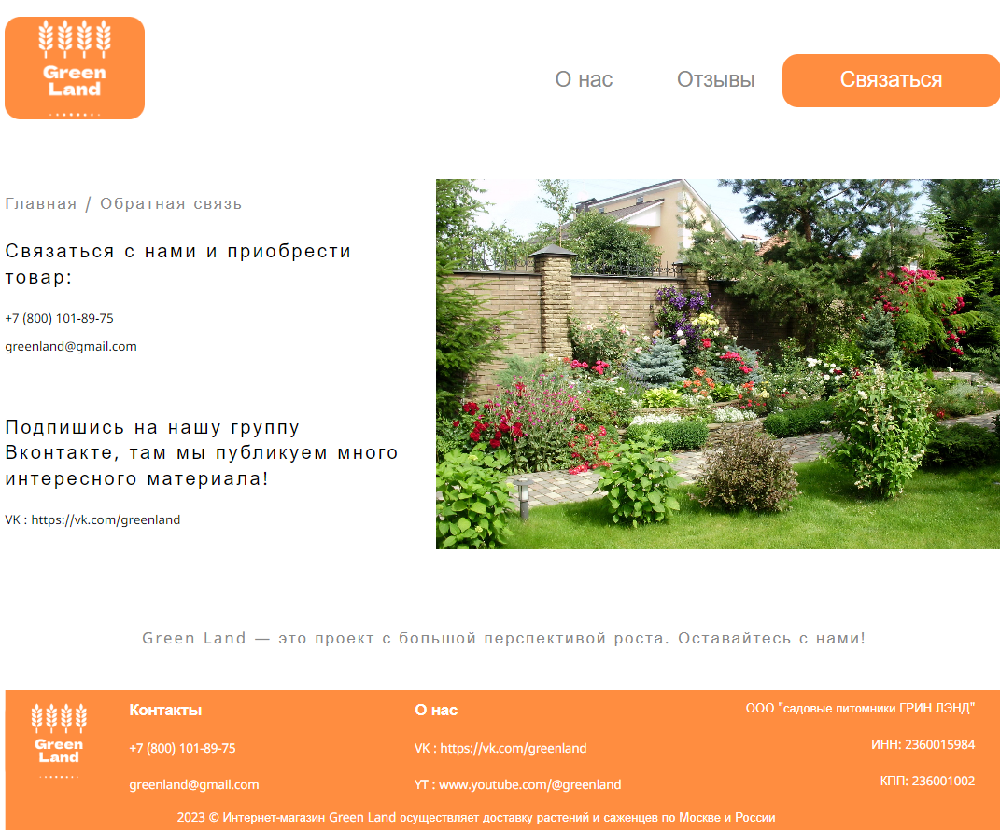 Green
Land
О нас
Отзывы
Связаться
Главная / Обратная связь
Связаться с нами и приобрести
товар:
+7 (800) 101-89-75
greenland@gmail.com
Подпишись на нашу группу
Вконтакте, там мы публикуем много
интересного материала!
VK : https://vk.com/greenland
Green Land — это проект с большой перспективой роста. Оставайтесь с нами!
Green
Land
Контакты
+7 (800) 101-89-75
greenland@gmail.com
О нас
VK : https://vk.com/greenland
YT : www.youtube.com/@greenland
ООО "садовые питомники ГРИН ЛЭНД"
ИНН: 2360015984
КПП: 236001002
2023 © Интернет-магазин Green Land осуществляет доставку растений и саженцев по Москве и России